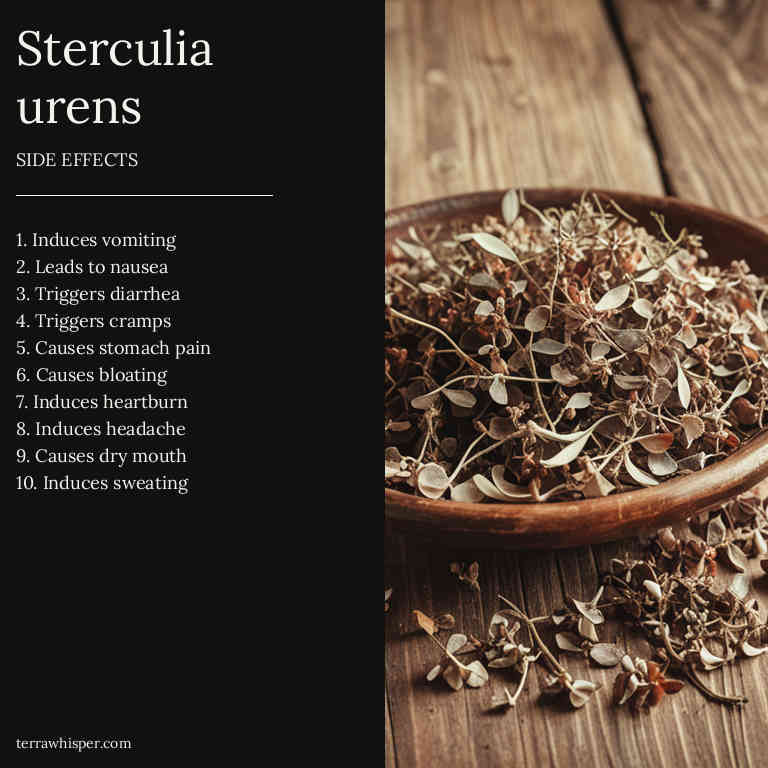 Sterculia
urens
SIDE EFFECTS
1. Induces vomiting
2. Leads to nausea
3. Triggers diarrhea
4. Triggers cramps
5. Causes stomach pain
6. Causes bloating
7. Induces heartburn
8. Induces headache
9. Causes dry mouth
10. Induces sweating
terrawhisper.com